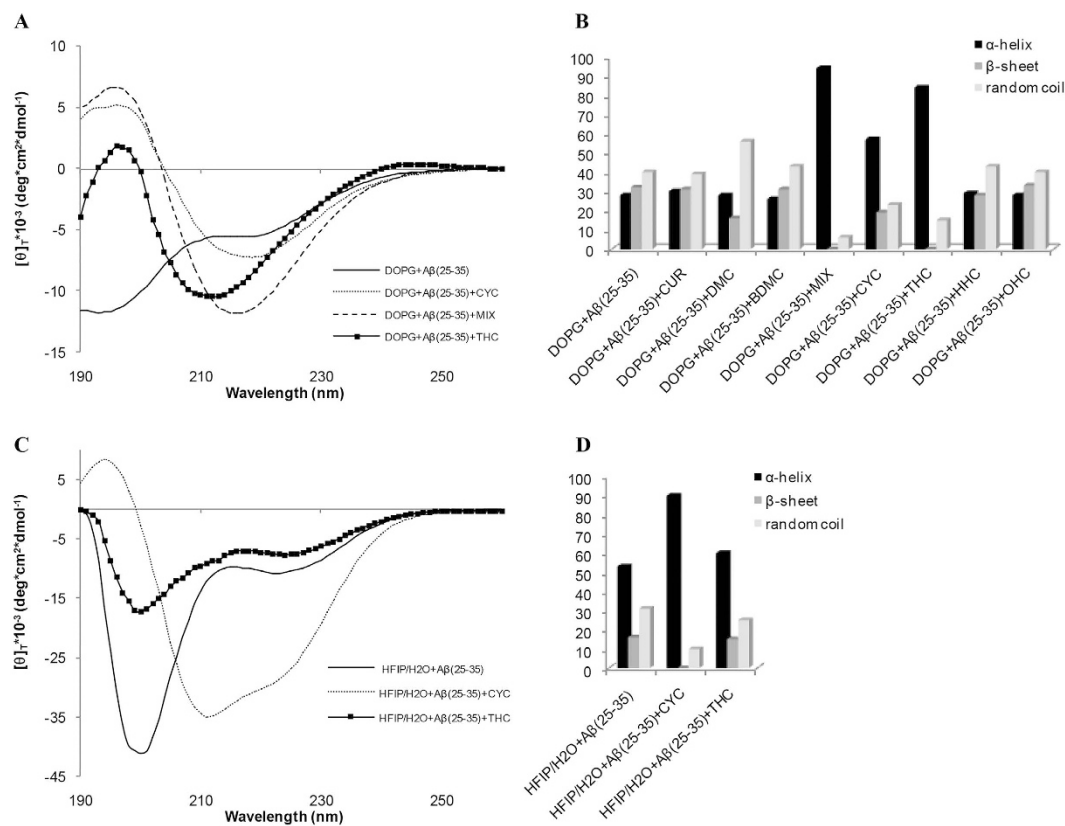 A
10
5
0
-5
-10
-15
190
210
230
250
[θ]T*10-3 (deg*cm2*dmol-1)
Wavelength (nm)
DOPG+Aβ(25-35)
DOPG+Aβ(25-35)+CYC
DOPG+Aβ(25-35)+MIX
DOPG+Aβ(25-35)+THC
B
α-helix
β-sheet
random coil
100
90
80
70
60
50
40
30
20
10
0
DOPG+Aβ(25-35)
DOPG+Aβ(25-35)+CUR
DOPG+Aβ(25-35)+DMC
DOPG+Aβ(25-35)+BDMC
DOPG+Aβ(25-35)+MIX
DOPG+Aβ(25-35)+CYC
DOPG+Aβ(25-35)+THC
DOPG+Aβ(25-35)+HHC
DOPG+Aβ(25-35)+OHC
C
5
-5
-15
-25
-35
-45
190
210
230
250
[θ]T*10-3 (deg*cm2*dmol-1)
Wavelength (nm)
HFIP/H2O+Aβ(25-35)
HFIP/H2O+Aβ(25-35)+CYC
HFIP/H2O+Aβ(25-35)+THC
D
α-helix
β-sheet
random coil
100
90
80
70
60
50
40
30
20
10
0
HFIP/H2O+Aβ(25-35)
HFIP/H2O+Aβ(25-35)+CYC
HFIP/H2O+Aβ(25-35)+THC